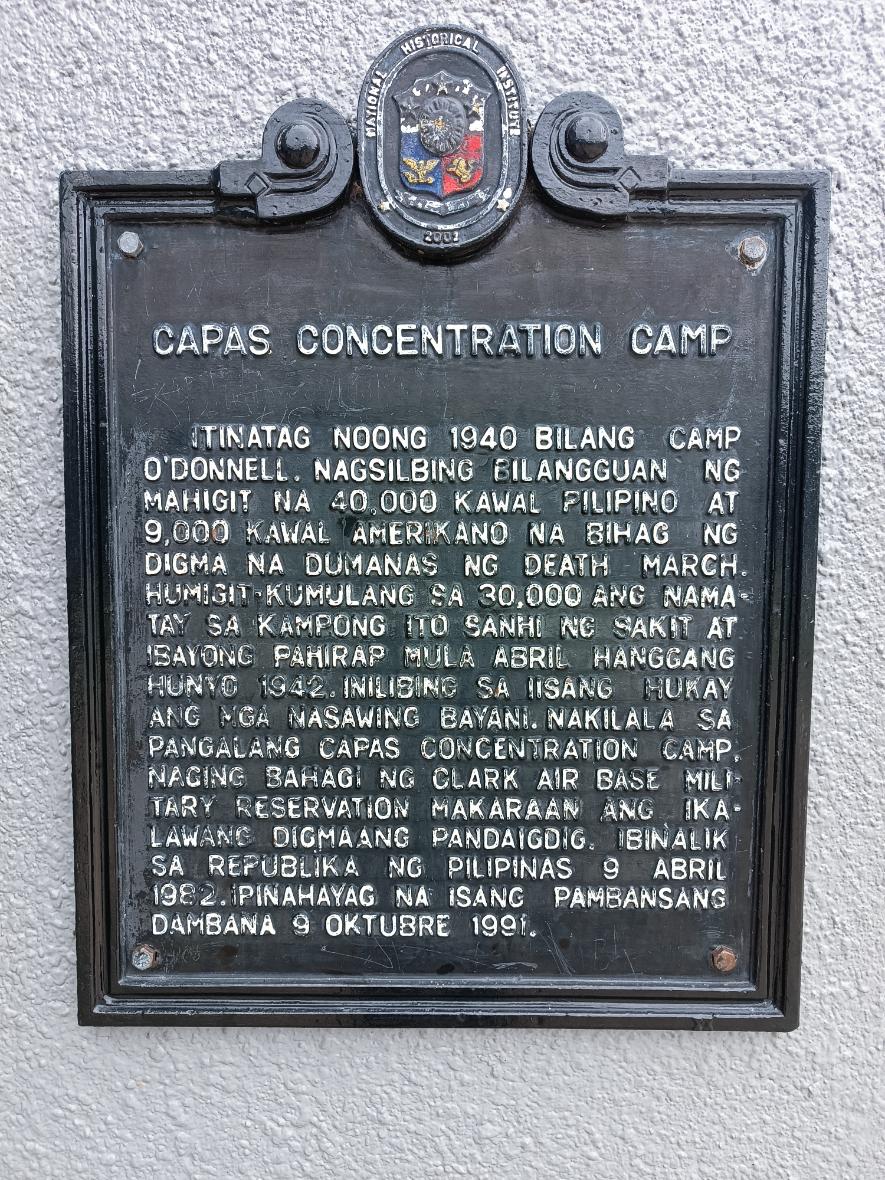 NATIONAL HISTORICAL INSTITUTE
2002
CAPAS CONCENTRATION CAMP
ITINATAG NOONG 1940 BILANG CAMP
O'DONNELL. NAGSILBING BILANGGUAN NG
MAHIGIT NA 40,000 KAWAL PILIPINO AT
9,000 KAWAL AMERIKANO NA BIHAG NG
DIGMA NA DUMANAS NG DEATH MARCH.
HUMIGIT-KUMULANG SA 30,000 ANG NAMA-
TAY SA KAMPONG ITO SANHI NG SAKIT AT
IBAYONG PAHIRAP MULA ABRIL HANGGANG
HUNYO 1942. INILIBING SA IISANG HUKAY
ANG MGA NASAWING BAYANI. NAKILALA SA
PANGALANG CAPAS CONCENTRATION CAMP.
NAGING BAHAGI NG CLARK AIR BASE MILI-
TARY RESERVATION MAKARAAN ANG IKA-
LAWANG DIGMAANG PANDAIGDIG. IBINALIK
SA REPUBLIKA NG PILIPINAS 9 ABRIL
1982. IPINAHAYAG NA ISANG PAMBANSANG
DAMBANA 9 OKTUBRE 1991.